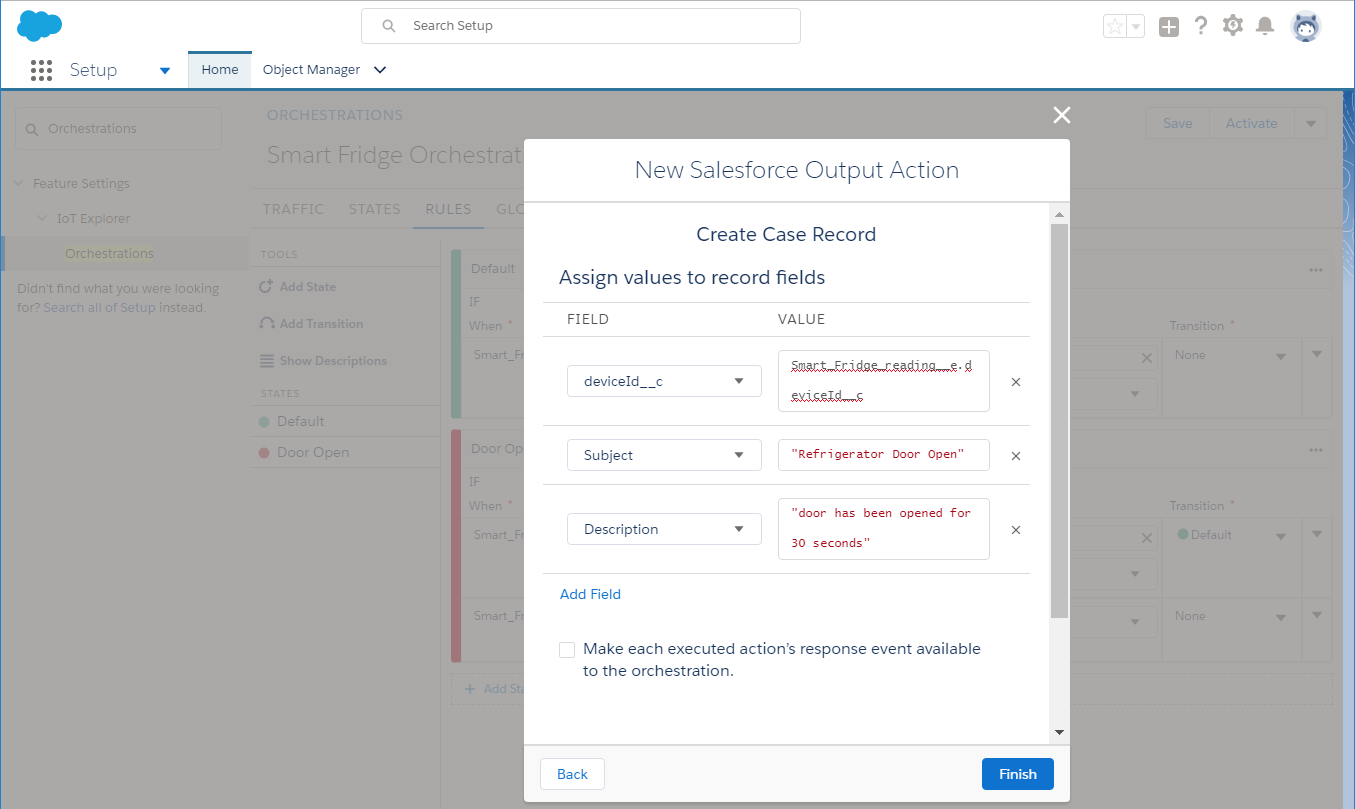 Search Setup
Setup
Home
Object Manager
Orchestrations
Feature Settings
IoT Explorer
Orchestrations
Didn't find what you were looking
for? Search all of Setup instead.
ORCHESTRATIONS
Smart Fridge Orchestrat
Save
Activate
TRAFFIC
STATES
RULES
GLO
TOOLS
Add State
Add Transition
Show Descriptions
STATES
Default
Door Open
Default
IF
When *
Smart_Fr
Transition *
None
Door Op
IF
When *
Smart_Fr
Transition *
Default
Smart_Fr
None
+ Add Sta
New Salesforce Output Action
Create Case Record
Assign values to record fields
FIELD
VALUE
deviceId__c
Smart_Fridge_reading__e.d
eviceId__c
Subject
"Refrigerator Door Open"
Description
"door has been opened for
30 seconds"
Add Field
Make each executed action's response event available
to the orchestration.
Back
Finish